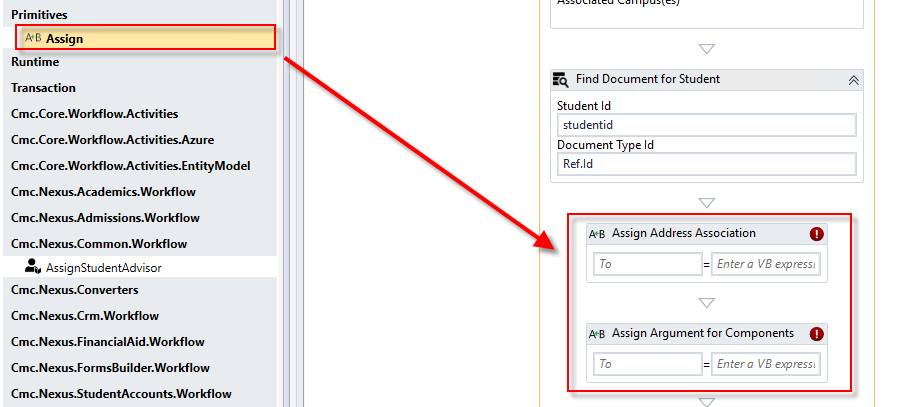 Primitives
A+B Assign
Runtime
Transaction
Cmc.Core.Workflow.Activities
Cmc.Core.Workflow.Activities.Azure
Cmc.Core.Workflow.Activities.EntityModel
Cmc.Nexus.Academics.Workflow
Cmc.Nexus.Admissions.Workflow
Cmc.Nexus.Common.Workflow
AssignStudentAdvisor
Cmc.Nexus.Converters
Cmc.Nexus.Crm.Workflow
Cmc.Nexus.FinancialAid.Workflow
Cmc.Nexus.FormsBuilder.Workflow
Cmc.Nexus.StudentAccounts.Workflow
Associated Campus(es)
Find Document for Student
Student Id
studentid
Document Type Id
Ref.Id
A+B Assign Address Association !
To = Enter a VB expressi
A+B Assign Argument for Components !
To = Enter a VB expressi